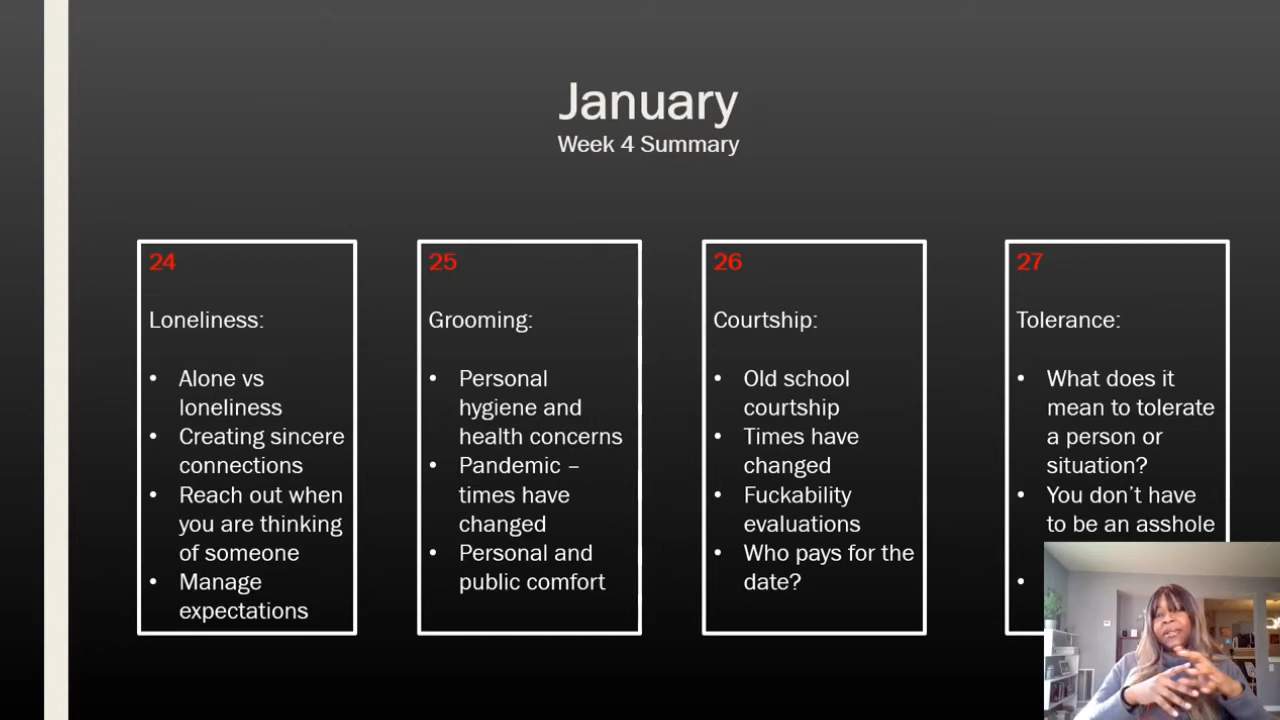 January
Week 4 Summary
24
Loneliness:
• Alone vs
loneliness
• Creating sincere
connections
• Reach out when
you are thinking
of someone
• Manage
expectations
25
Grooming:
• Personal
hygiene and
health concerns
• Pandemic –
times have
changed
• Personal and
public comfort
26
Courtship:
• Old school
courtship
• Times have
changed
• Fuckability
evaluations
• Who pays for the
date?
27
Tolerance:
• What does it
mean to tolerate
a person or
situation?
• You don’t have
to be an asshole
•